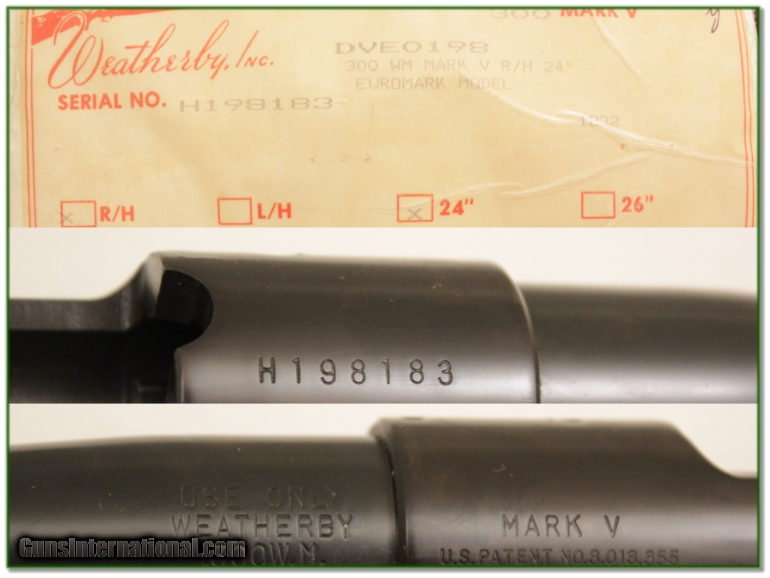 300 MARK V
Weatherby, INC.
DVE0198
300 WM MARK V R/H 24"
EUROMARK MODEL
SERIAL NO. H198183
1232
x R/H
L/H
x 24"
26"
H198183
USE ONLY
WEATHERBY
.300 W.M.
MARK V
U.S. PATENT NO. 3,013,355
GunsInternational.com